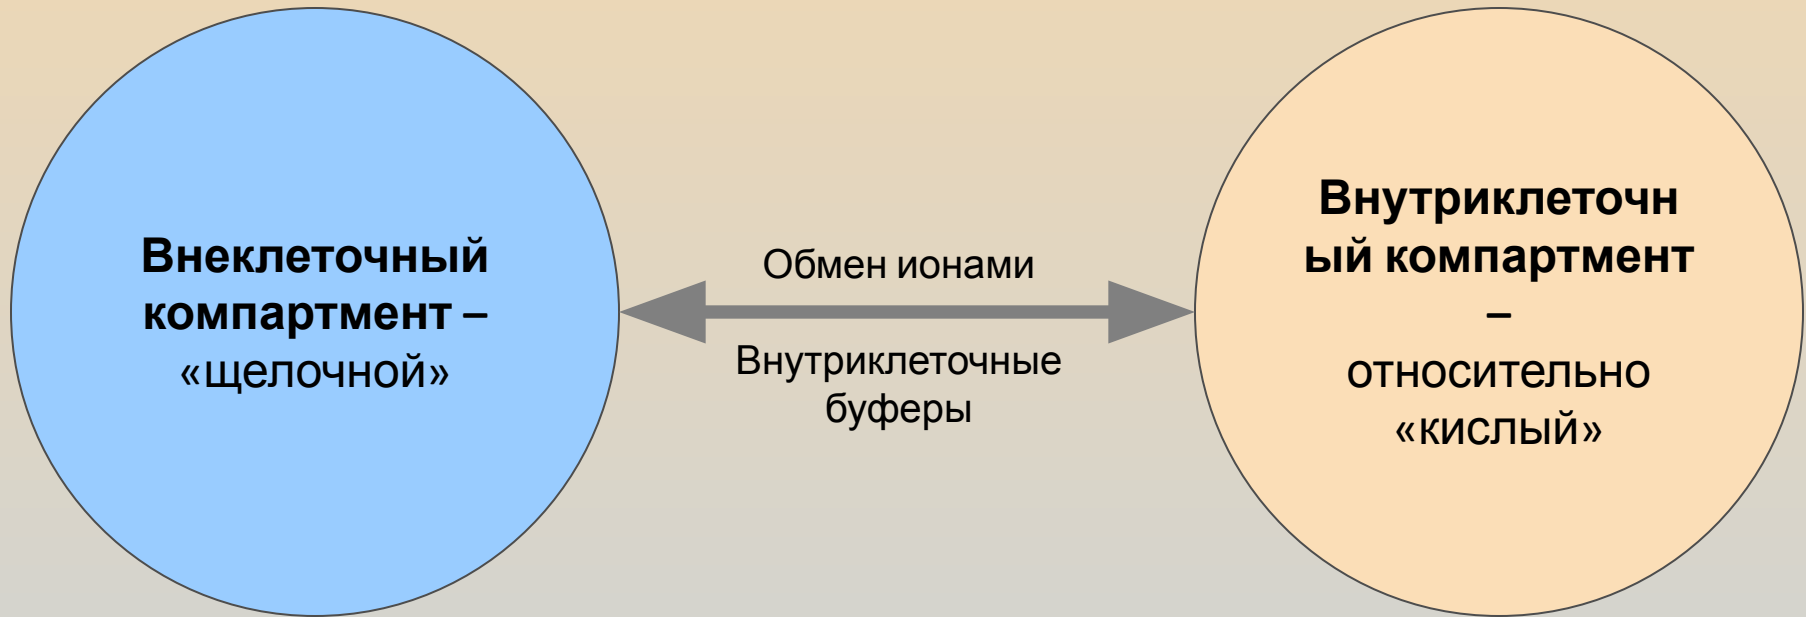 Внеклеточный
компартмент –
«щелочной»
Обмен ионами
Внутриклеточные
буферы
Внутриклеточн
ый компартмент
–
относительно
«кислый»